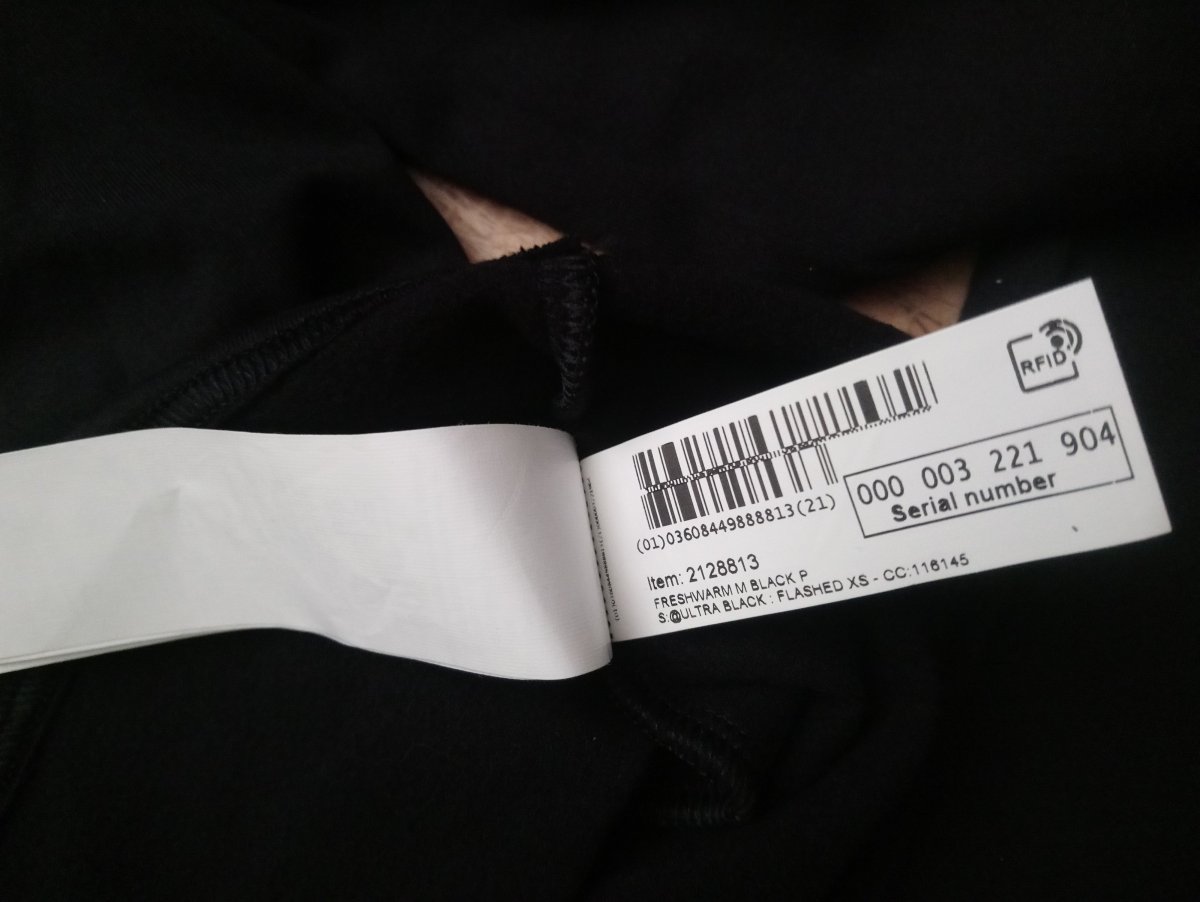 RFID
000 003 221 904
Serial number
(01)03608449888813(21)
Item: 2128813
FRESHWARM M BLACK P
S:@ULTRA BLACK : FLASHED XS - CC:116145